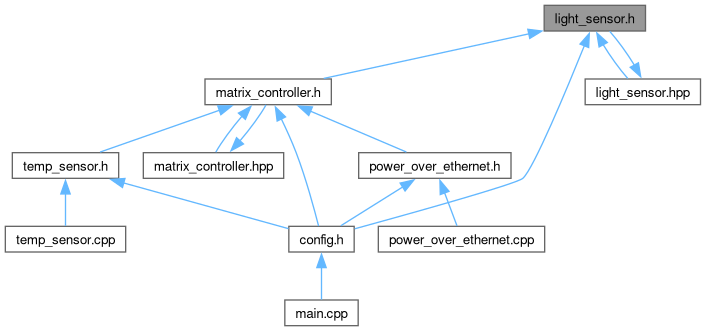 light_sensor.h
matrix_controller.h
light_sensor.hpp
temp_sensor.h
matrix_controller.hpp
power_over_ethernet.h
temp_sensor.cpp
config.h
power_over_ethernet.cpp
main.cpp